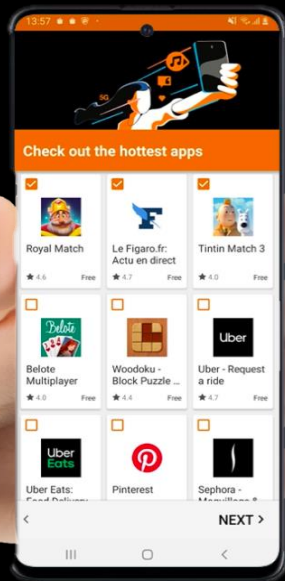 13:57
5G
Check out the hottest apps
Royal Match
4.6 Free
Le Figaro.fr:
Actu en direct
4.7 Free
Tintin Match 3
4.0 Free
Belote
Belote
Multiplayer
4.0 Free
Woodoku -
Block Puzzle ...
4.4 Free
Uber
Uber - Request
a ride
4.7 Free
Uber
Eats
Uber Eats:
Food Delivery
Pinterest
Sephora -
NEXT